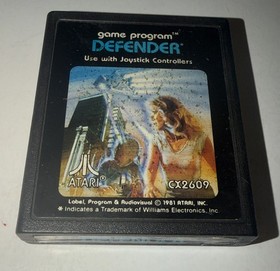 game program™
DEFENDER*
Use with Joystick Controllers
ATARI®
CX2609
Label, Program & Audiovisual © 1981 ATARI, INC.
* Indicates a Trademark of Williams Electronics, Inc